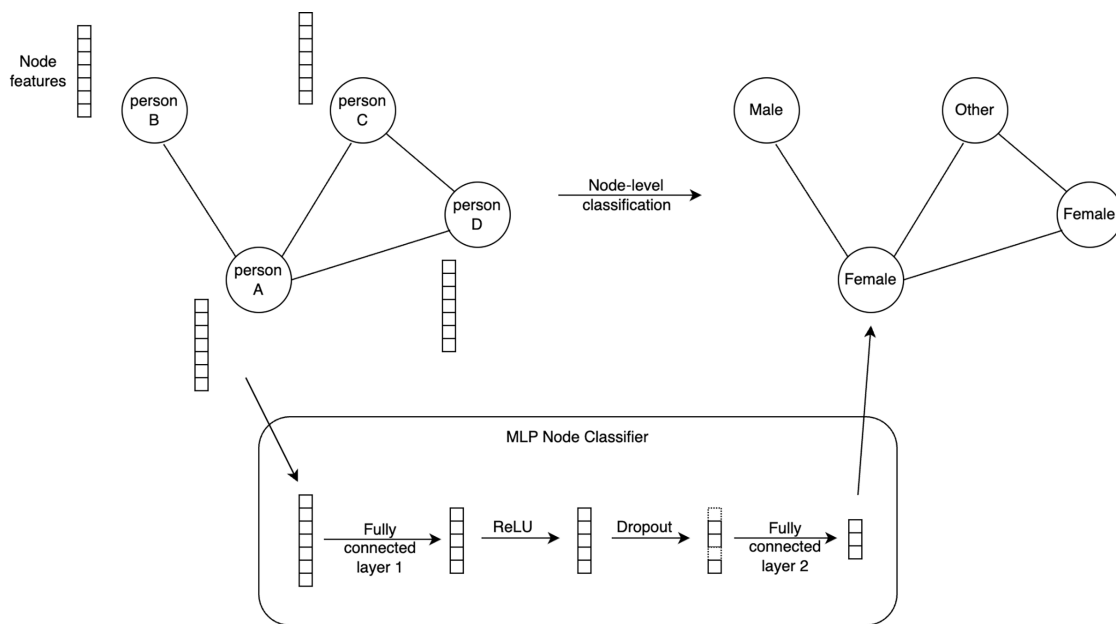 Node
features
person
B
person
C
person
D
person
A
Node-level
classification
Male
Other
Female
Female
MLP Node Classifier
Fully
connected
layer 1
ReLU
Dropout
Fully
connected
layer 2